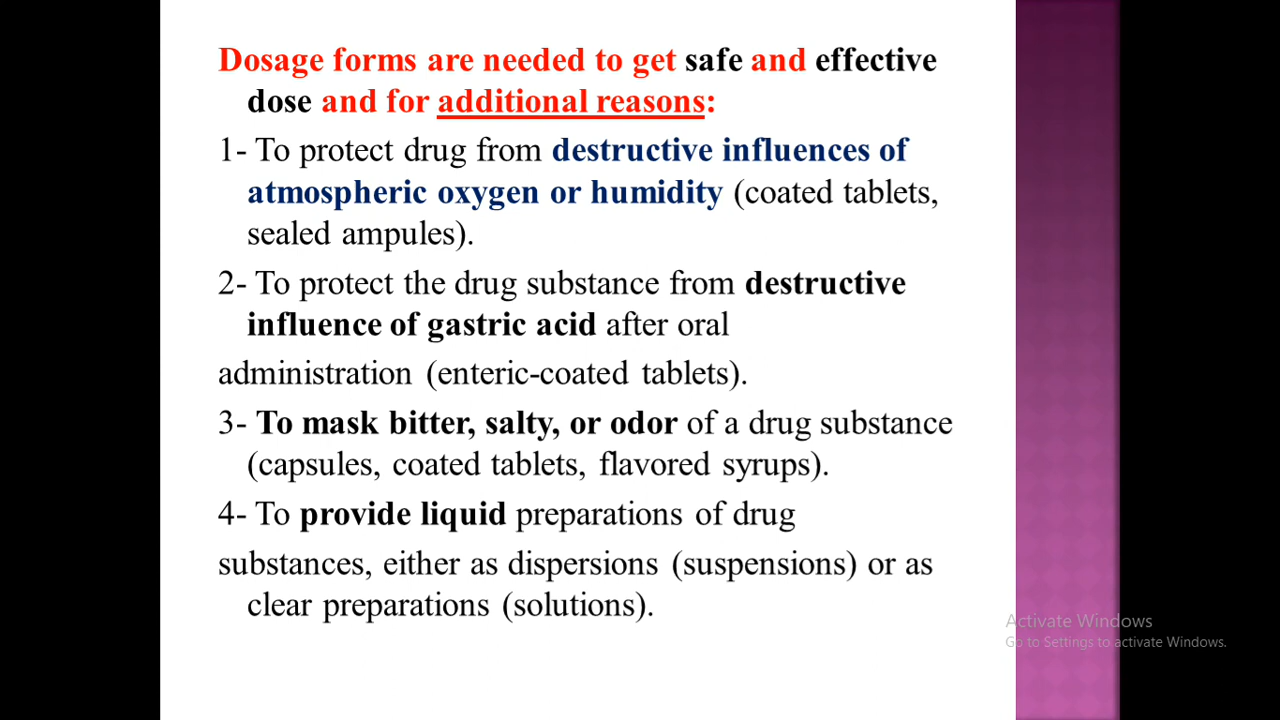 Dosage forms are needed to get safe and effective
dose and for additional reasons:
1- To protect drug from destructive influences of
atmospheric oxygen or humidity (coated tablets,
sealed ampules).
2- To protect the drug substance from destructive
influence of gastric acid after oral
administration (enteric-coated tablets).
3- To mask bitter, salty, or odor of a drug substance
(capsules, coated tablets, flavored syrups).
4- To provide liquid preparations of drug
substances, either as dispersions (suspensions) or as
clear preparations (solutions).
Activate Windows
Go to Settings to activate Windows.